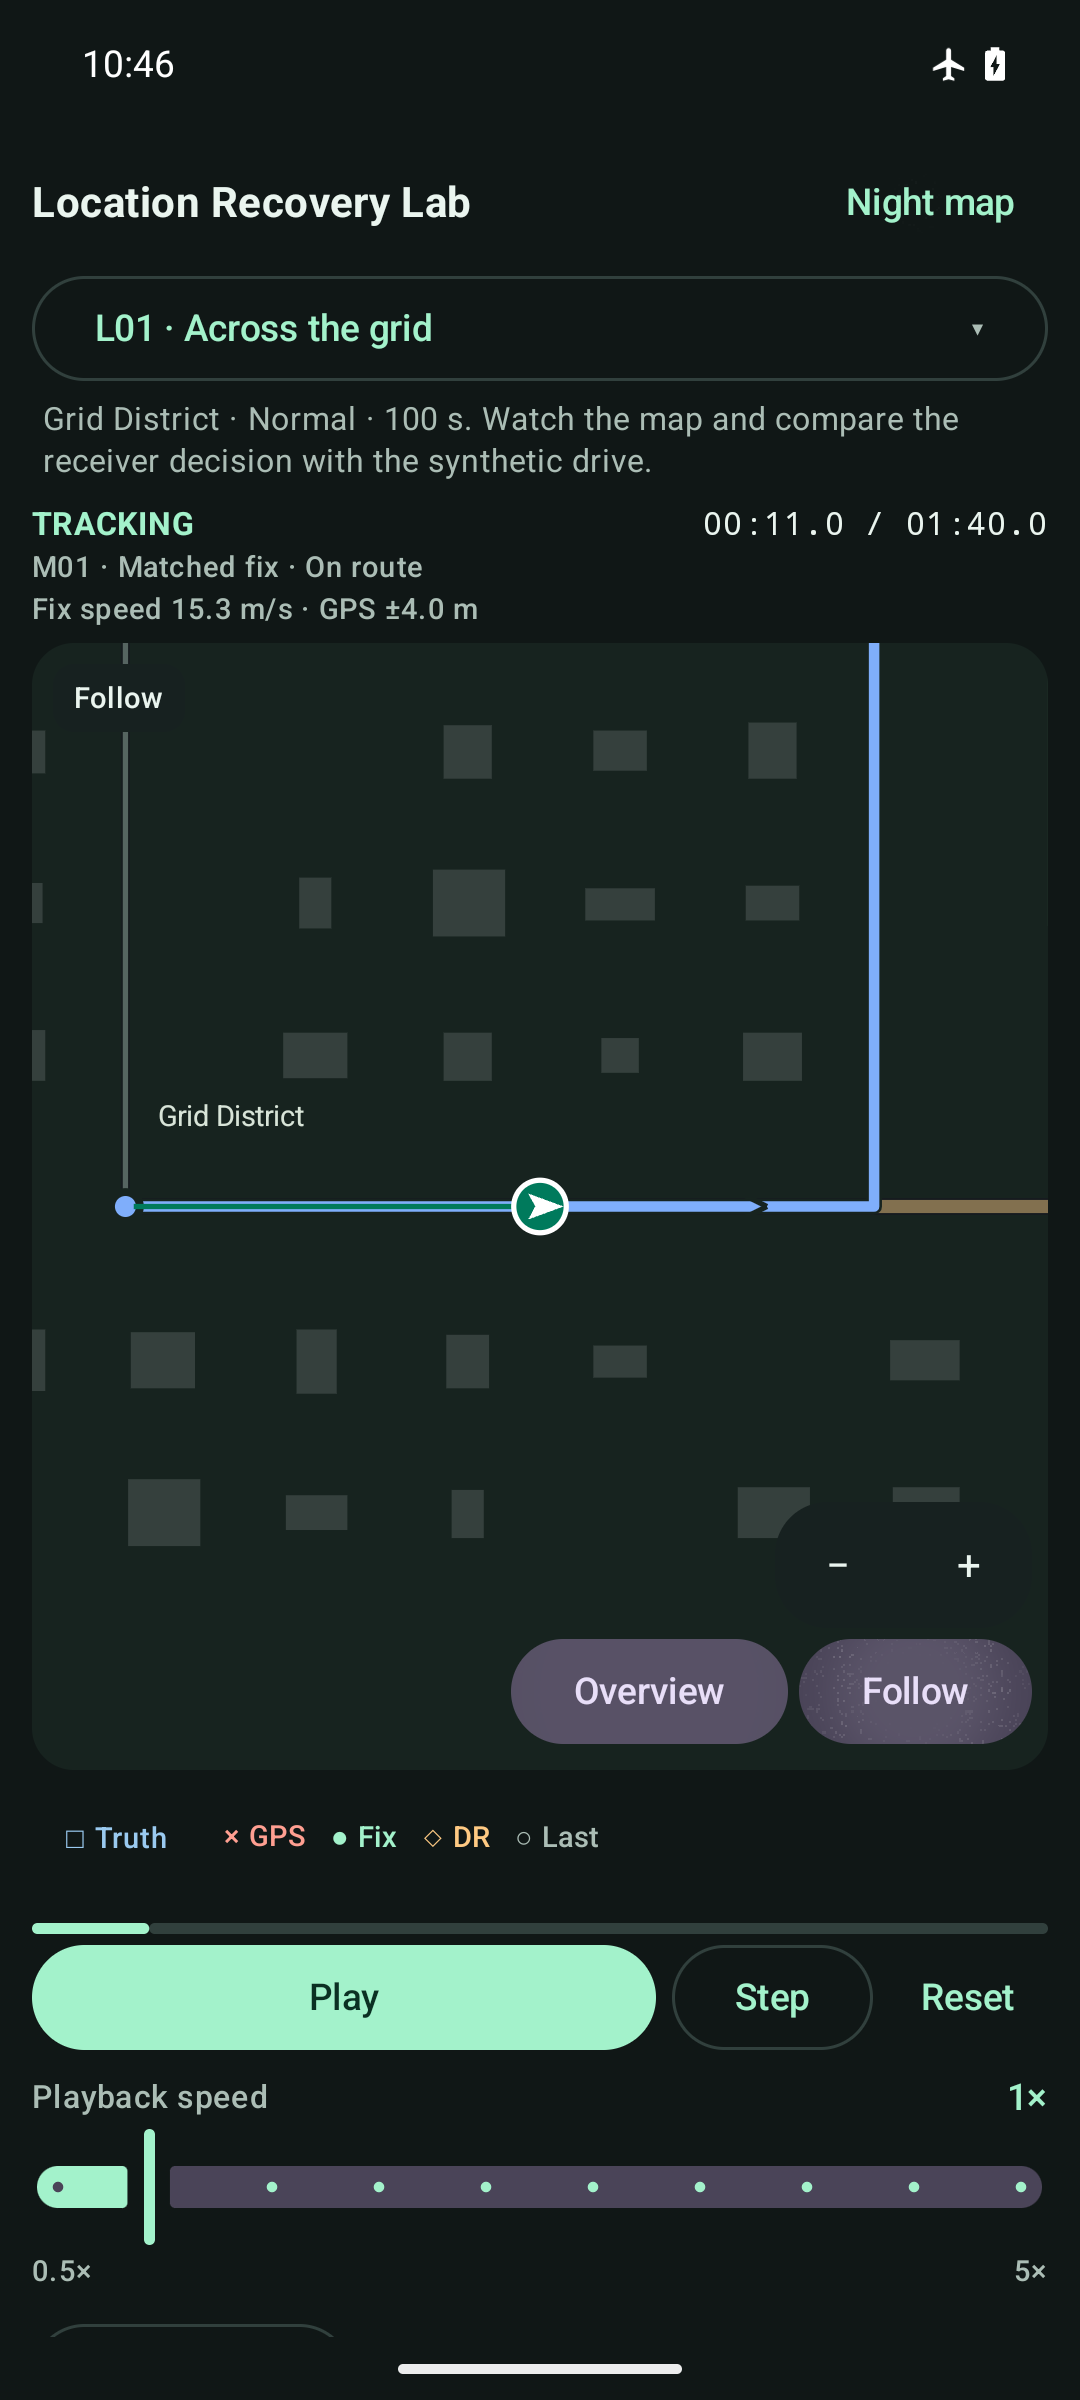 10:46
Location Recovery Lab
Night map
L01 · Across the grid
Grid District · Normal · 100 s. Watch the map and compare the
receiver decision with the synthetic drive.
TRACKING
00:11.0 / 01:40.0
M01 · Matched fix · On route
Fix speed 15.3 m/s · GPS ±4.0 m
Follow
Grid District
− +
Overview
Follow
□ Truth × GPS ● Fix ◇ DR ○ Last
Play
Step
Reset
Playback speed
1×
0.5×
5×